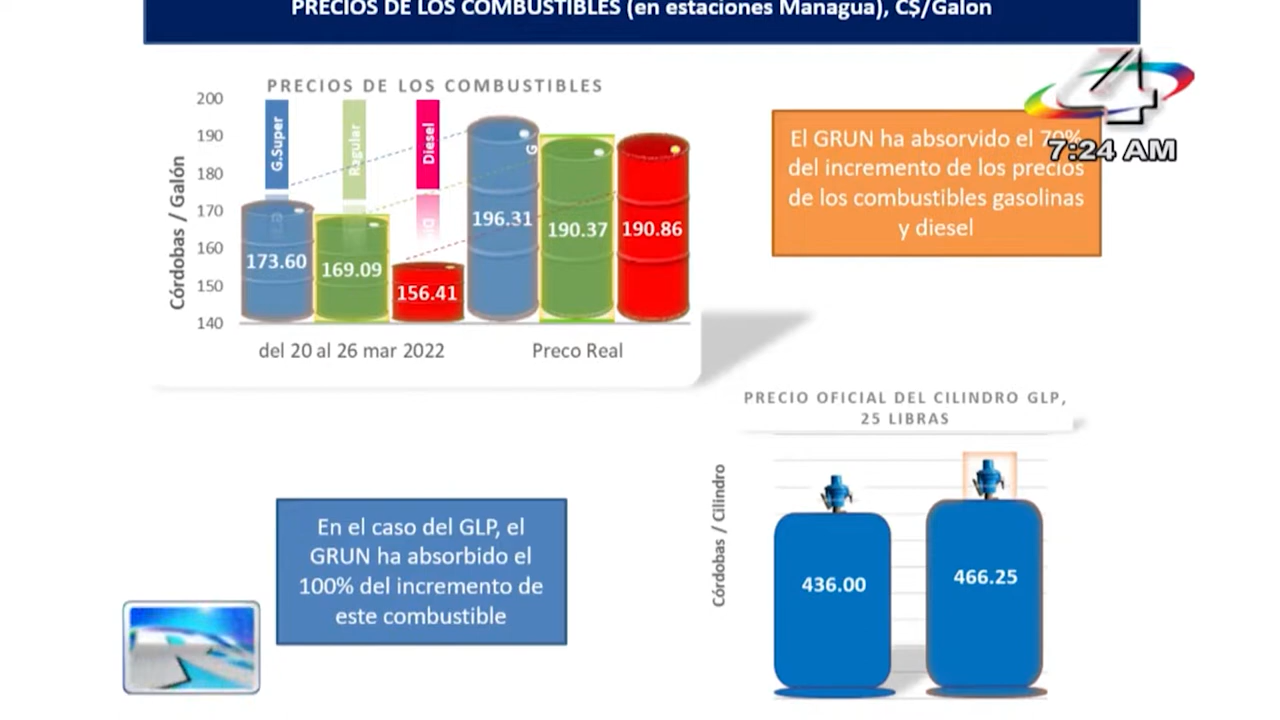 PRECIOS DE LOS COMBUSTIBLES (en estaciones Managua), C$/Galon
PRECIOS DE LOS COMBUSTIBLES
200
190
180
170
160
150
140
Córdobas / Galón
G.Super
Regular
Diesel
G
173.60
169.09
156.41
196.31
190.37
190.86
del 20 al 26 mar 2022
Preco Real
4
7:24 AM
El GRUN ha absorvido el 70%
del incremento de los precios
de los combustibles gasolinas
y diesel
PRECIO OFICIAL DEL CILINDRO GLP,
25 LIBRAS
Córdobas / Cilindro
436.00
466.25
En el caso del GLP, el
GRUN ha absorbido el
100% del incremento de
este combustible